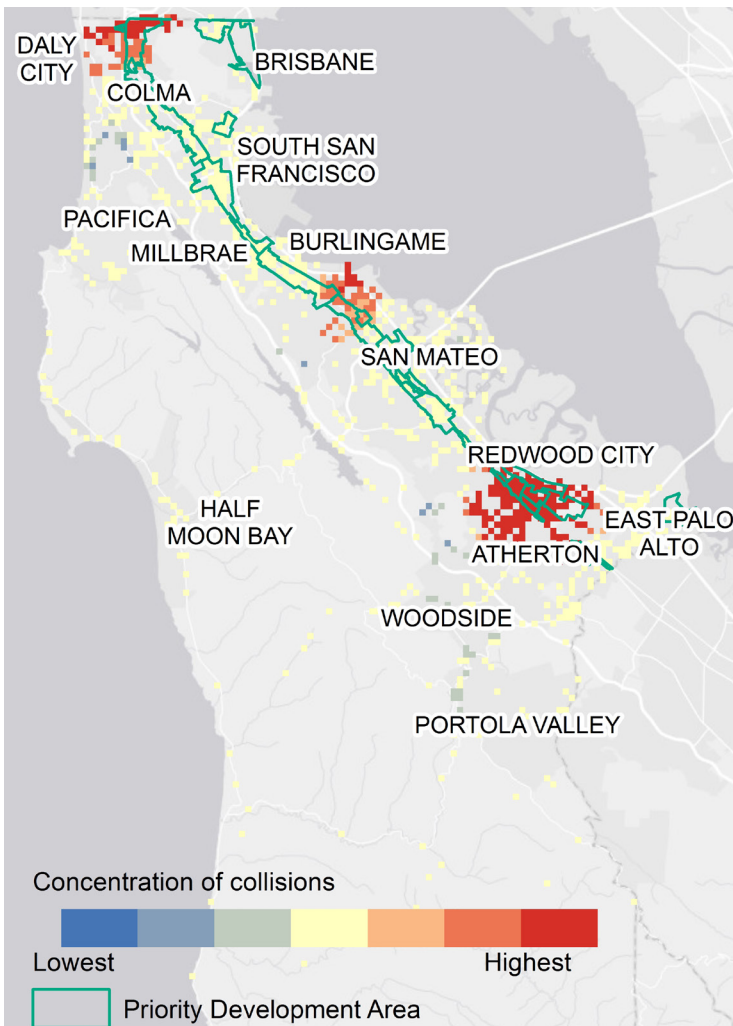 DALY
CITY
BRISBANE
COLMA
SOUTH SAN
FRANCISCO
PACIFICA
MILLBRAE
BURLINGAME
SAN MATEO
REDWOOD CITY
HALF
MOON BAY
EAST PALO
ALTO
ATHERTON
WOODSIDE
PORTOLA VALLEY
Concentration of collisions
Lowest
Highest
Priority Development Area